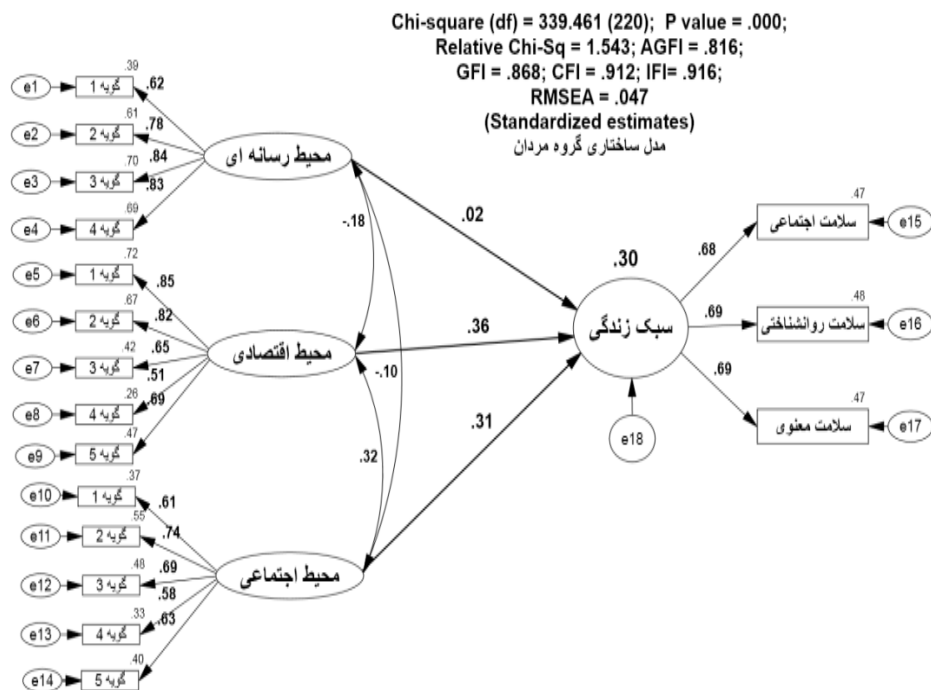 Chi-square (df) = 339.461 (220); P value = .000;
Relative Chi-Sq = 1.543; AGFI = .816;
GFI = .868; CFI = .912; IFI= .916;
RMSEA = .047
(Standardized estimates)
مدل ساختاری گروه مردان
.39
e1
گویه 1
.62
.61
e2
گویه 2
.78
.70
e3
گویه 3
.84
.69
e4
گویه 4
.83
محیط رسانه ای
.72
e5
گویه 1
.85
.67
e6
گویه 2
.82
.42
e7
گویه 3
.65
.26
e8
گویه 4
.51
.47
e9
گویه 5
.69
محیط اقتصادی
.37
e10
گویه 1
.61
.55
e11
گویه 2
.74
.48
e12
گویه 3
.69
.33
e13
گویه 4
.58
.40
e14
گویه 5
.63
محیط اجتماعی
-.18
-.10
.32
.02
.36
.31
.30
سبک زندگی
e18
.68
.47
سلامت اجتماعی
e15
.69
.48
سلامت روانشناختی
e16
.69
.47
سلامت معنوی
e17